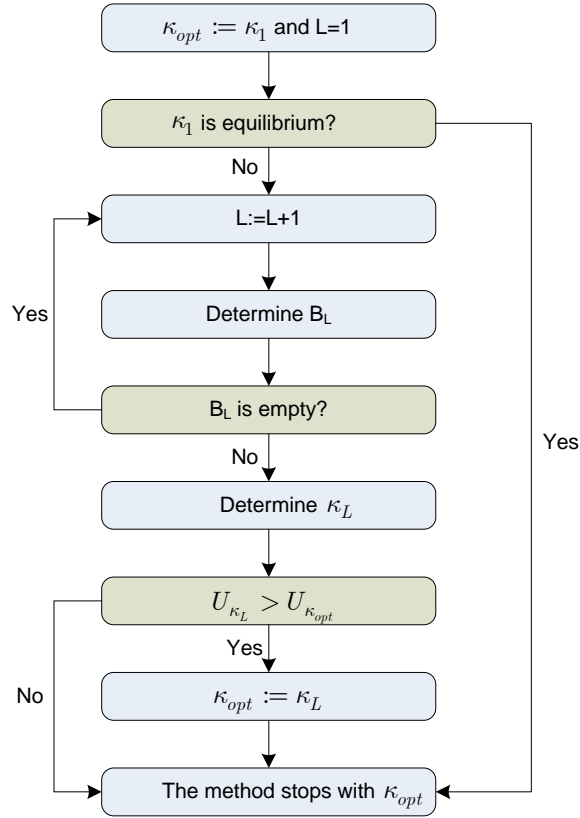 κ_opt := κ_1 and L=1
κ_1 is equilibrium?
No
L:=L+1
Yes
Determine B_L
B_L is empty?
Yes
No
Determine κ_L
U_κ_L > U_κ_opt
Yes
No
κ_opt := κ_L
The method stops with κ_opt